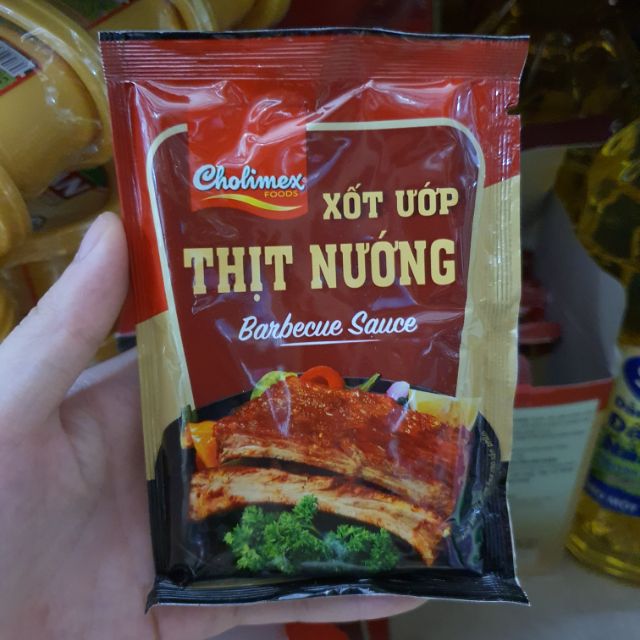 Cholimex
FOODS
XỐT ƯỚP
THỊT NƯỚNG
Barbecue Sauce